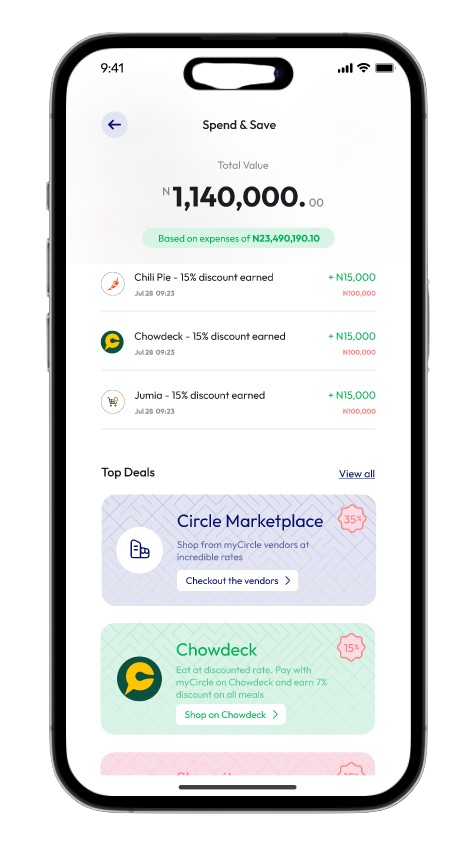 9:41
Spend & Save
Total Value
N1,140,000.00
Based on expenses of N23,490,190.10
Chili Pie - 15% discount earned
+ N15,000
Jul 28 09:23
N100,000
Chowdeck - 15% discount earned
+ N15,000
Jul 28 09:23
N100,000
Jumia - 15% discount earned
+ N15,000
Jul 28 09:23
N100,000
Top Deals
View all
Circle Marketplace
35%
Shop from myCircle vendors at
incredible rates
Checkout the vendors
Chowdeck
15%
Eat at discounted rate. Pay with
myCircle on Chowdeck and earn 7%
discount on all meals
Shop on Chowdeck
15%